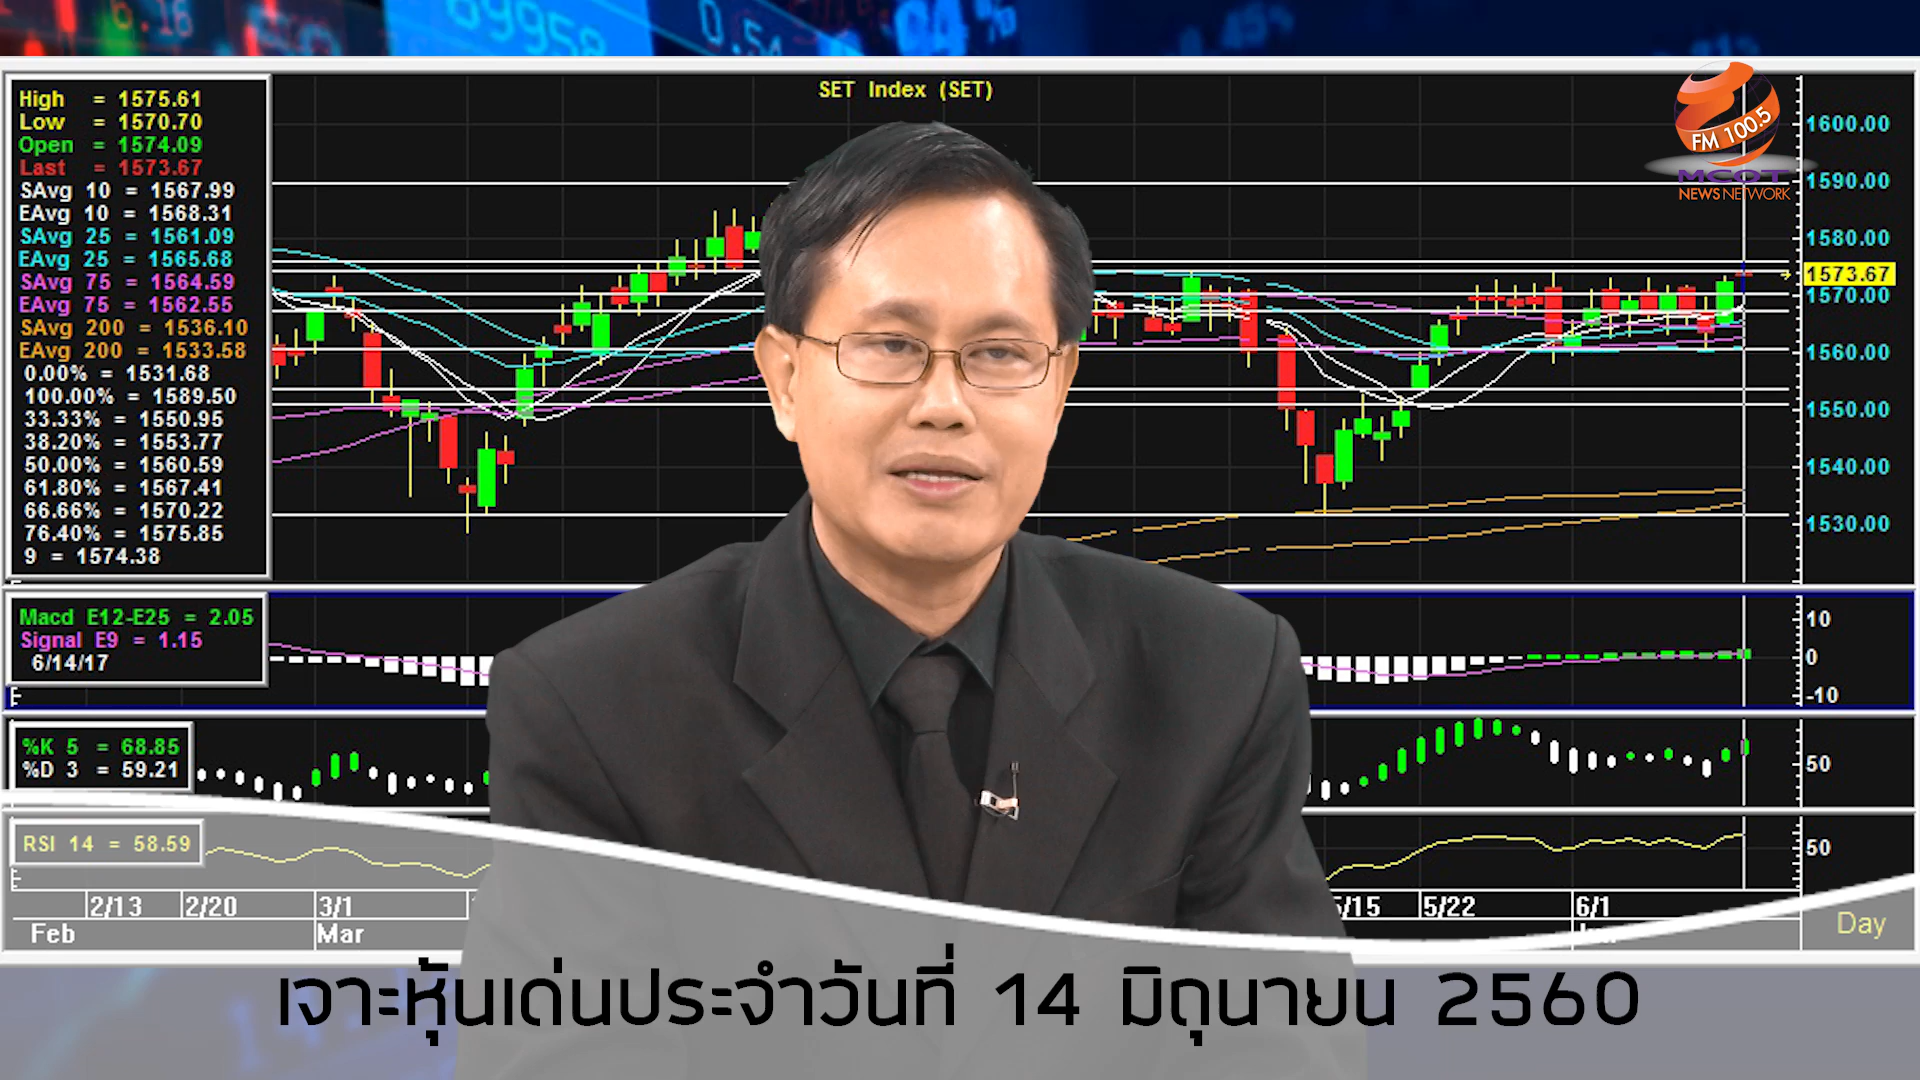 6.16
89958
0.54
%
0.45%
SET Index (SET)
FM 100.5
MCOT
NEWS NETWORK
High = 1575.61
Low = 1570.70
Open = 1574.09
Last = 1573.67
SAvg 10 = 1567.99
EAvg 10 = 1568.31
SAvg 25 = 1561.09
EAvg 25 = 1565.68
SAvg 75 = 1564.59
EAvg 75 = 1562.55
SAvg 200 = 1536.10
EAvg 200 = 1533.58
0.00% = 1531.68
100.00% = 1589.50
33.33% = 1550.95
38.20% = 1553.77
50.00% = 1560.59
61.80% = 1567.41
66.66% = 1570.22
76.40% = 1575.85
9 = 1574.38
1600.00
1590.00
1580.00
1573.67
1570.00
1560.00
1550.00
1540.00
1530.00
Macd E12-E25 = 2.05
Signal E9 = 1.15
6/14/17
10
0
-10
%K 5 = 68.85
%D 3 = 59.21
50
RSI 14 = 58.59
50
2/13 2/20 3/1 5/15 5/22 6/1
Feb Mar Day
เจาะหุ้นเด่นประจำวันที่ 14 มิถุนายน 2560